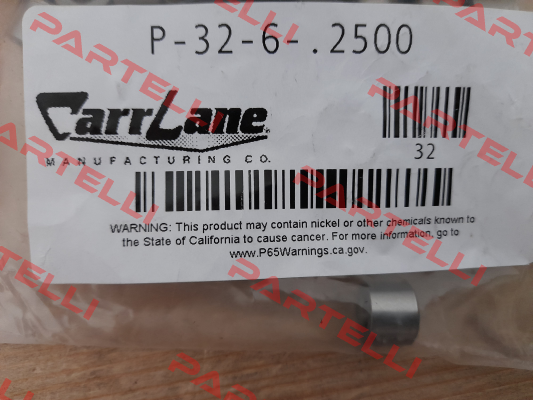 P-32-6-.2500
CarrLane®
MANUFACTURING CO.
32
WARNING: This product may contain nickel or other chemicals known to
the State of California to cause cancer. For more information, go to
www.P65Warnings.ca.gov.
PARTELLI
PARTELLI
PARTELLI
PARTELLI
PARTELLI